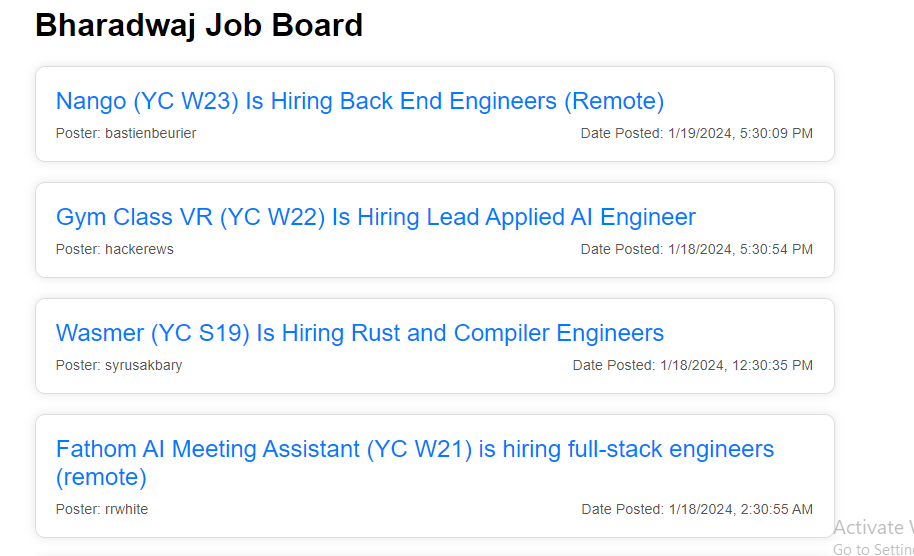 Bharadwaj Job Board
Nango (YC W23) Is Hiring Back End Engineers (Remote)
Poster: bastienbeurier Date Posted: 1/19/2024, 5:30:09 PM
Gym Class VR (YC W22) Is Hiring Lead Applied AI Engineer
Poster: hackerews Date Posted: 1/18/2024, 5:30:54 PM
Wasmer (YC S19) Is Hiring Rust and Compiler Engineers
Poster: syrusakbary Date Posted: 1/18/2024, 12:30:35 PM
Fathom AI Meeting Assistant (YC W21) is hiring full-stack engineers
(remote)
Poster: rrwhite Date Posted: 1/18/2024, 2:30:55 AM
Activate
Go to